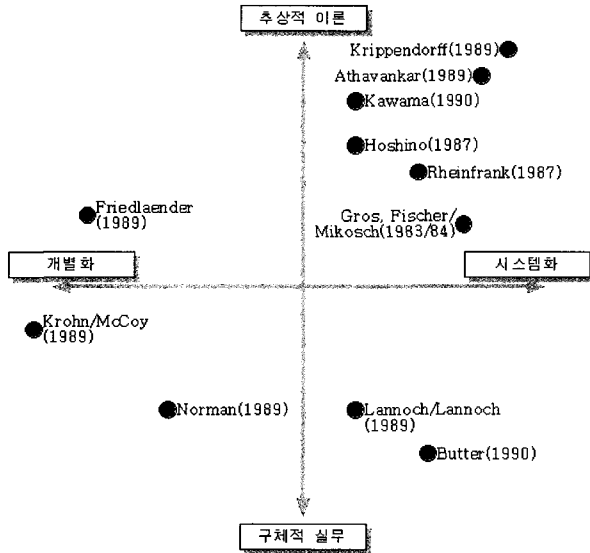 추상적 이론
Krippendorff(1989)
Athavankar(1989)
Kawama(1990)
Hoshino(1987)
Rheinfrank(1987)
Friedlaender
(1989)
Gros, Fischer/
Mikosch(1983/84)
개별화
시스템화
Krohn/McCoy
(1989)
Norman(1989)
Lannoch/Lannoch
(1989)
Butter(1990)
구체적 실무